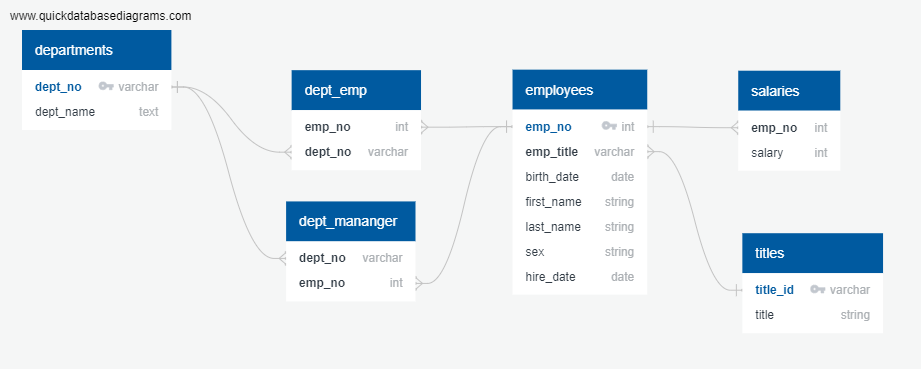 www.quickdatabasediagrams.com
departments
dept_no varchar
dept_name text
dept_emp
emp_no int
dept_no varchar
dept_mananger
dept_no varchar
emp_no int
employees
emp_no int
emp_title varchar
birth_date date
first_name string
last_name string
sex string
hire_date date
salaries
emp_no int
salary int
titles
title_id varchar
title string